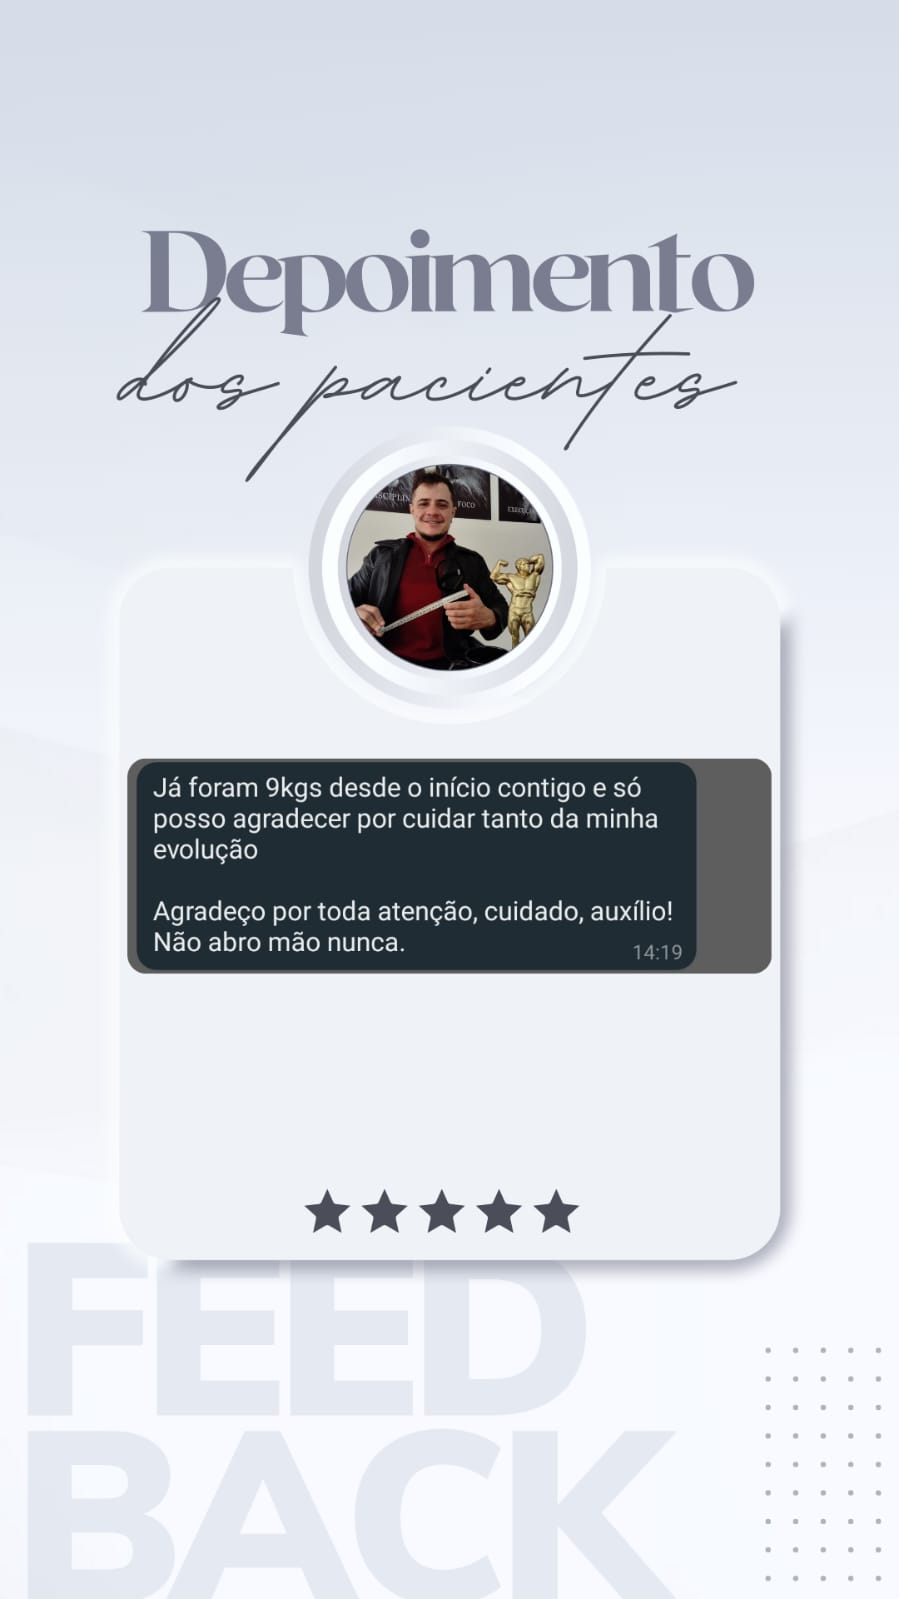 Depoimento
dos pacientes
FOCO
Já foram 9kgs desde o início contigo e só
posso agradecer por cuidar tanto da minha
evolução
Agradeço por toda atenção, cuidado, auxílio!
Não abro mão nunca.
14:19
FEED
BACK